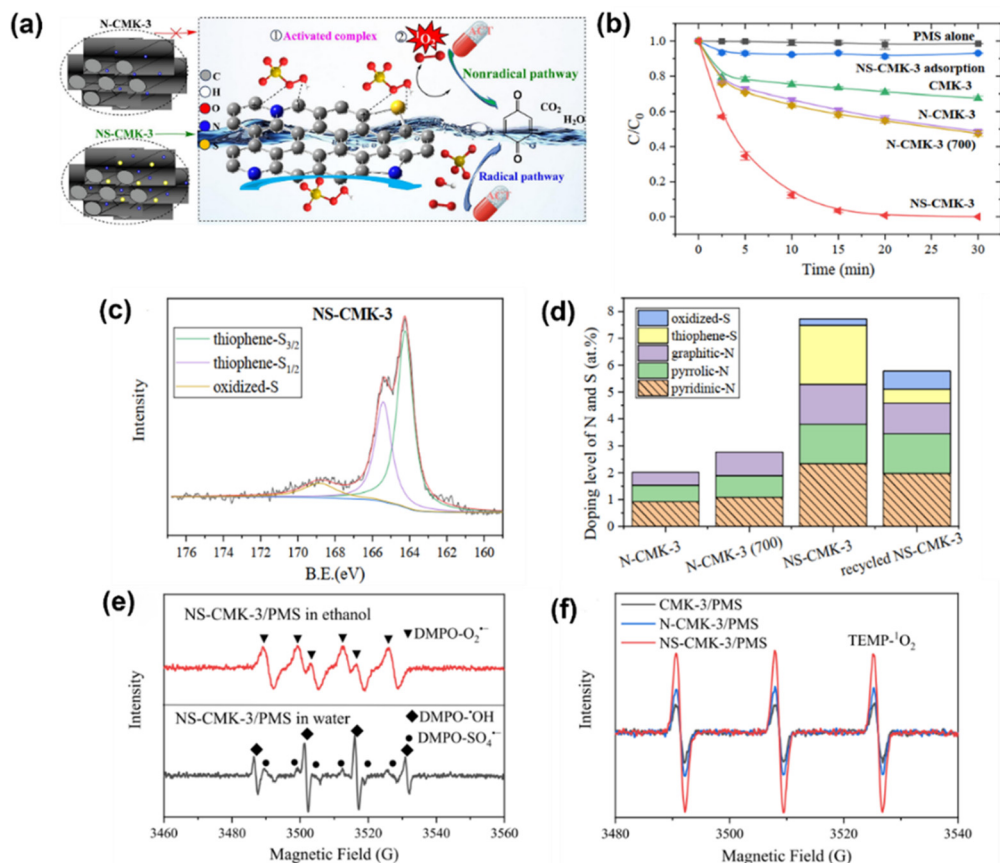 (a)
N-CMK-3
NS-CMK-3
C
H
O
N
S
① Activated complex
②
¹O₂
ACT
Nonradical pathway
CO₂
H₂O
Radical pathway
ACT
(b)
C/C₀
1.0
0.8
0.6
0.4
0.2
0.0
PMS alone
NS-CMK-3 adsorption
CMK-3
N-CMK-3
N-CMK-3 (700)
NS-CMK-3
0 5 10 15 20 25 30
Time (min)
(c)
NS-CMK-3
thiophene-S3/2
thiophene-S1/2
oxidized-S
Intensity
176 172 168 164 160
B.E.(eV)
(d)
Doping level of N and S (at.%)
8
7
6
5
4
3
2
1
0
oxidized-S
thiophene-S
graphitic-N
pyrrolic-N
pyridinic-N
N-CMK-3
N-CMK-3 (700)
NS-CMK-3
recycled NS-CMK-3
(e)
Intensity
NS-CMK-3/PMS in ethanol
▼DMPO-O₂•−
NS-CMK-3/PMS in water
◆DMPO-•OH
● DMPO-SO₄•−
3460 3480 3500 3520 3540 3560
Magnetic Field (G)
(f)
Intensity
CMK-3/PMS
N-CMK-3/PMS
NS-CMK-3/PMS
TEMP-¹O₂
3480 3500 3520 3540
Magnetic Field (G)